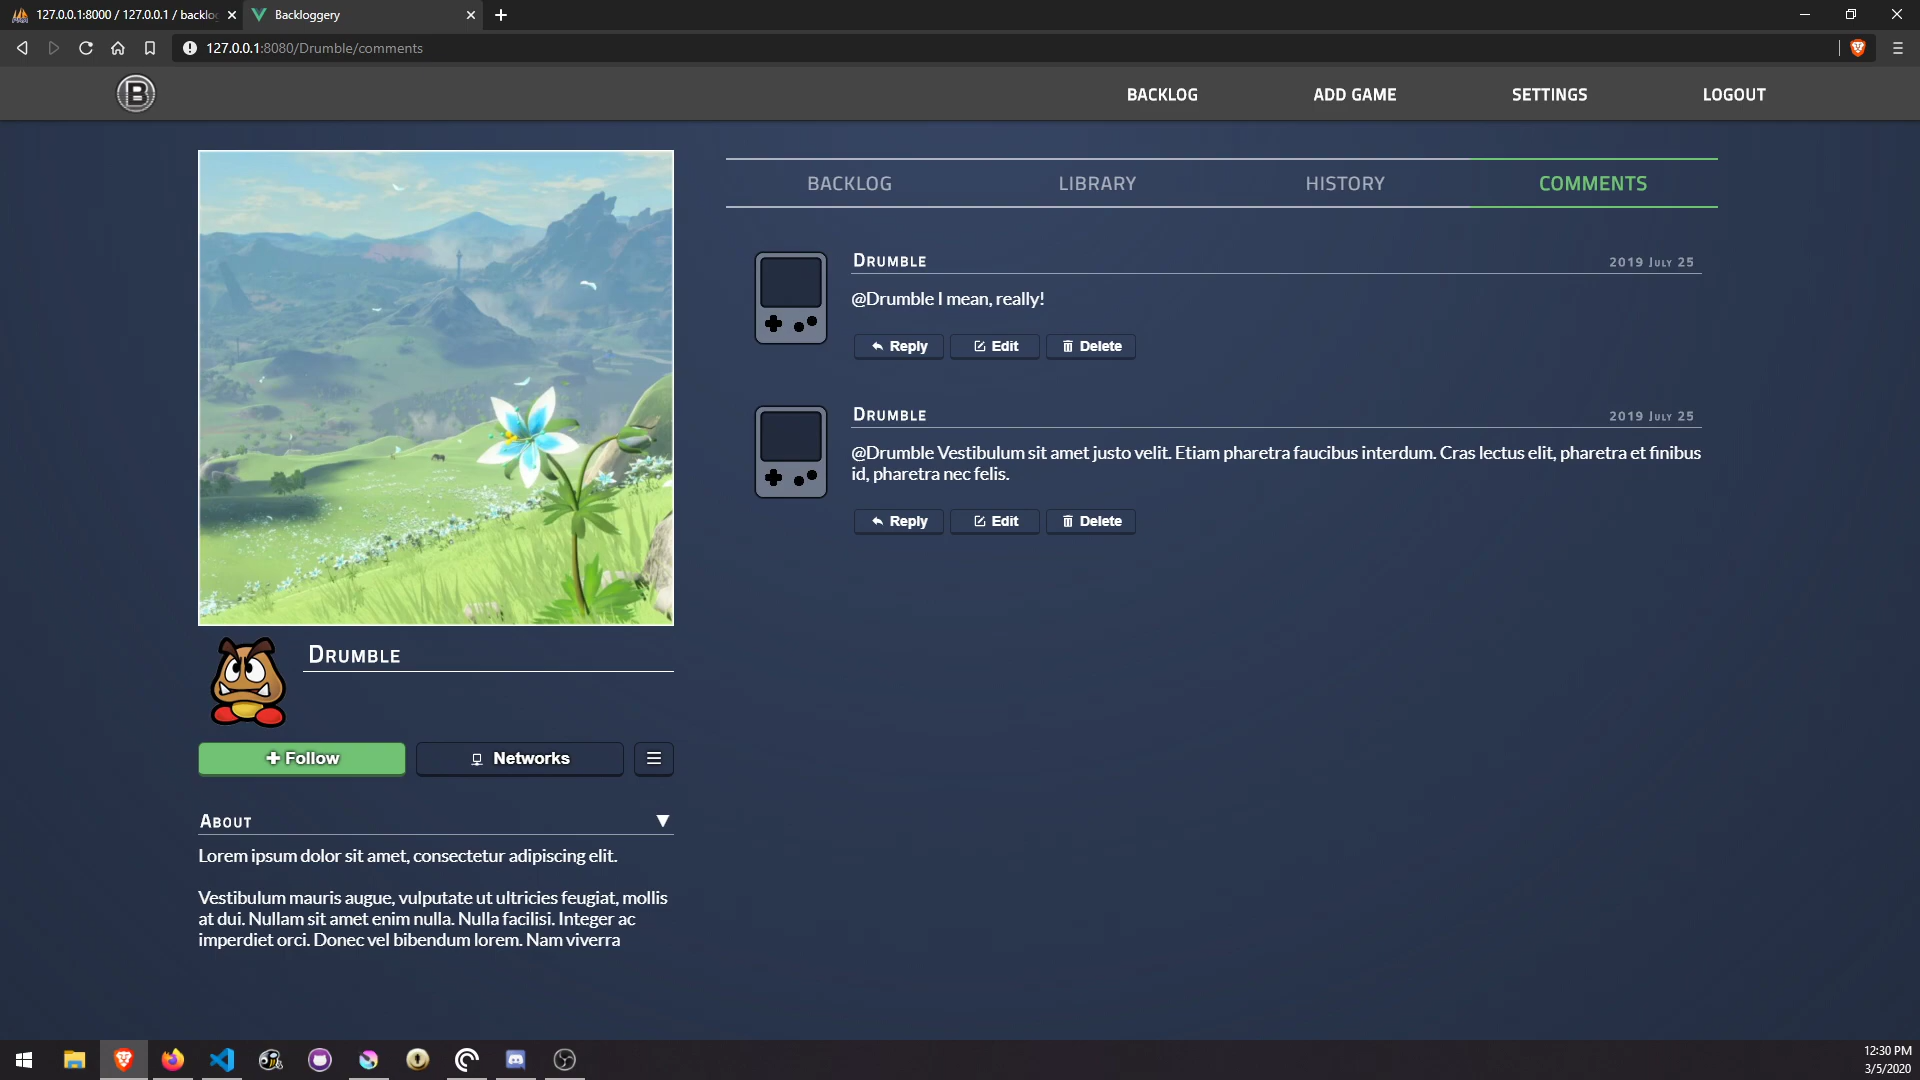 127.0.0.1:8000 / 127.0.0.1 / backlog
Backloggery
127.0.0.1:8080/Drumble/comments
B
BACKLOG
ADD GAME
SETTINGS
LOGOUT
BACKLOG
LIBRARY
HISTORY
COMMENTS
Drumble
2019 July 25
@Drumble I mean, really!
Reply
Edit
Delete
Drumble
2019 July 25
@Drumble Vestibulum sit amet justo velit. Etiam pharetra faucibus interdum. Cras lectus elit, pharetra et finibus
id, pharetra nec felis.
Reply
Edit
Delete
Drumble
Follow
Networks
About
Lorem ipsum dolor sit amet, consectetur adipiscing elit.
Vestibulum mauris augue, vulputate ut ultricies feugiat, mollis
at dui. Nullam sit amet enim nulla. Nulla facilisi. Integer ac
imperdiet orci. Donec vel bibendum lorem. Nam viverra
12:30 PM
3/5/2020